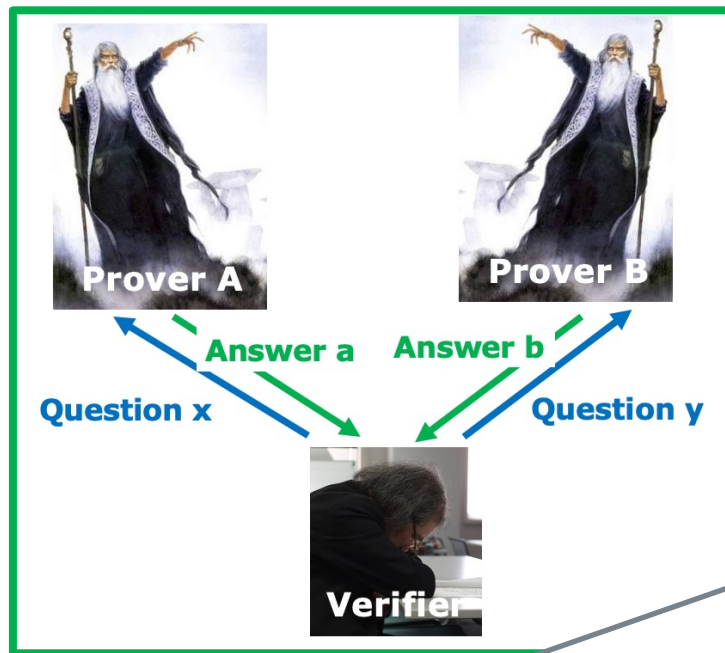 Prover A
Prover B
Answer a
Answer b
Question x
Question y
Verifier